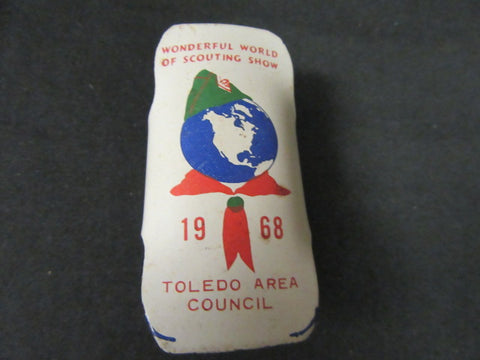 WONDERFUL WORLD
OF SCOUTING SHOW
19 68
TOLEDO AREA
COUNCIL